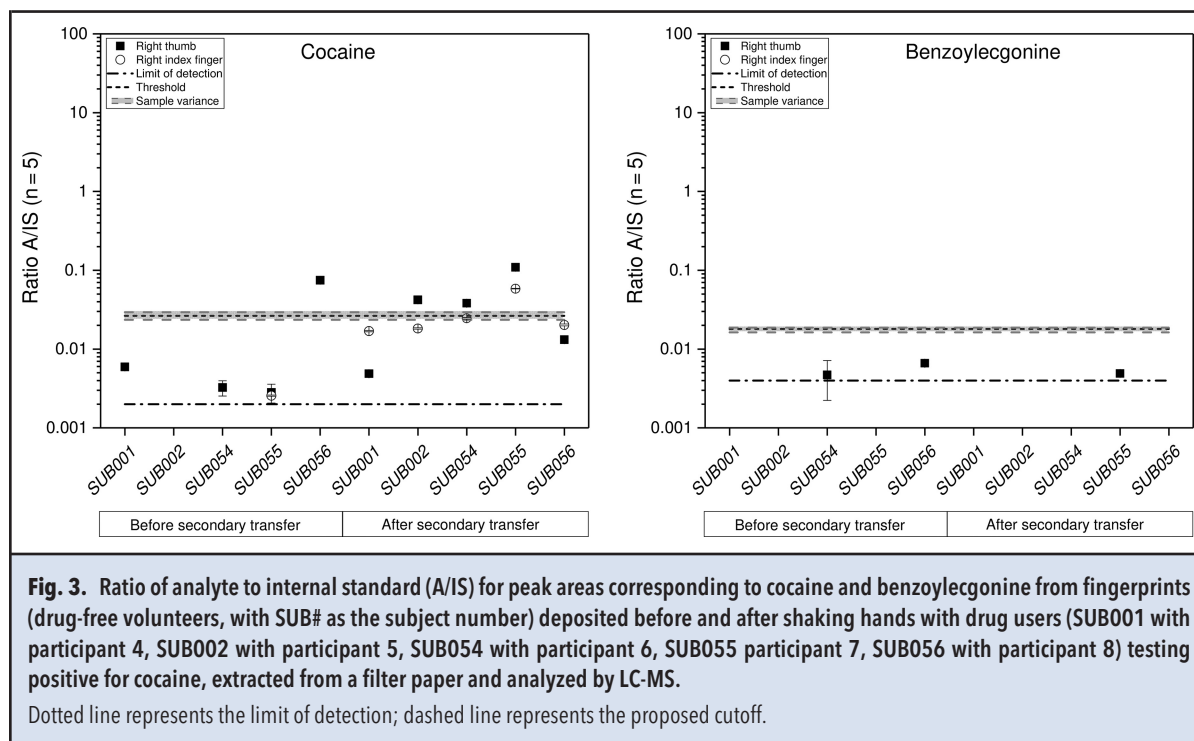 Cocaine
Right thumb
Right index finger
Limit of detection
Threshold
Sample variance
Ratio A/IS (n = 5)
100
10
1
0.1
0.01
0.001
SUB001
SUB002
SUB054
SUB055
SUB056
SUB001
SUB002
SUB054
SUB055
SUB056
Before secondary transfer
After secondary transfer
Benzoylecgonine
Right thumb
Right index finger
Limit of detection
Threshold
Sample variance
Ratio A/IS (n = 5)
100
10
1
0.1
0.01
0.001
SUB001
SUB002
SUB054
SUB055
SUB056
SUB001
SUB002
SUB054
SUB055
SUB056
Before secondary transfer
After secondary transfer
Fig. 3. Ratio of analyte to internal standard (A/IS) for peak areas corresponding to cocaine and benzoylecgonine from fingerprints
(drug-free volunteers, with SUB# as the subject number) deposited before and after shaking hands with drug users (SUB001 with
participant 4, SUB002 with participant 5, SUB054 with participant 6, SUB055 participant 7, SUB056 with participant 8) testing
positive for cocaine, extracted from a filter paper and analyzed by LC-MS.
Dotted line represents the limit of detection; dashed line represents the proposed cutoff.